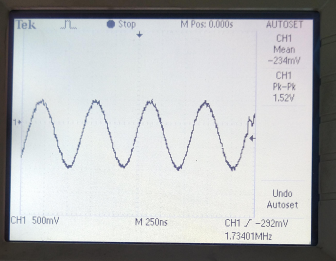 Tek Stop M Pos: 0.000s AUTOSET
CH1
Mean
-234mV
CH1
Pk-Pk
1.52V
1
Undo
Autoset
CH1 500mV M 250ns CH1 / -292mV
1.73401MHz